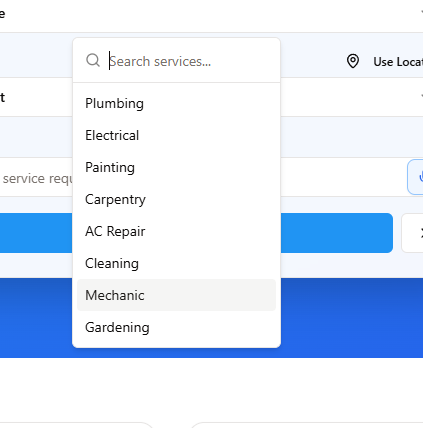 e
Search services...
Use Locat
t
Plumbing
Electrical
Painting
service requ
Carpentry
AC Repair
Cleaning
Mechanic
Gardening